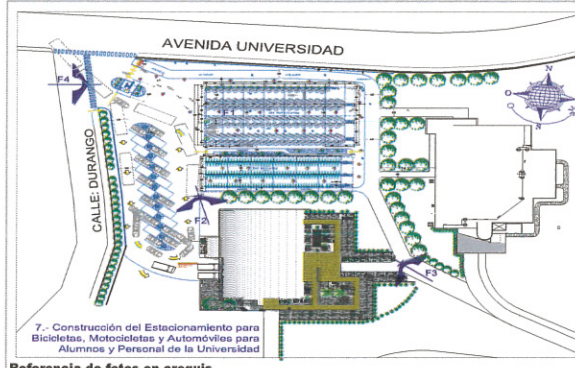 AVENIDA UNIVERSIDAD
F4
N
F1
O
E
CALLE: DURANGO
N
F2
F3
7.- Construcción del Estacionamiento para
Bicicletas, Motocicletas y Automóviles para
Alumnos y Personal de la Universidad
Referencia de fotos en croquis